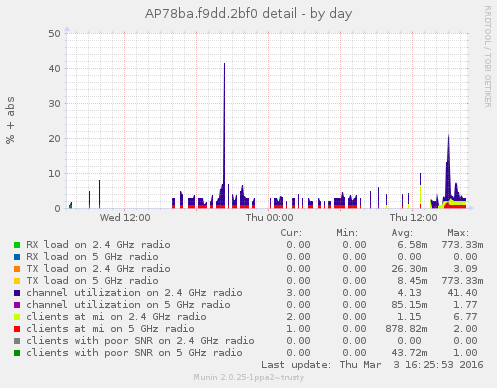 AP78ba.f9dd.2bf0 detail - by day
RRDTOOL / TOBI OETIKER
% + abs
50
40
30
20
10
0
Wed 12:00 Thu 00:00 Thu 12:00
Cur: Min: Avg: Max:
RX load on 2.4 GHz radio 0.00 0.00 6.58m 773.33m
RX load on 5 GHz radio 0.00 0.00 0.00 0.00
TX load on 2.4 GHz radio 0.00 0.00 26.30m 3.09
TX load on 5 GHz radio 0.00 0.00 8.45m 773.33m
channel utilization on 2.4 GHz radio 3.00 0.00 4.13 41.40
channel utilization on 5 GHz radio 0.00 0.00 85.15m 1.77
clients at mi on 2.4 GHz radio 2.00 0.00 1.15 6.77
clients at mi on 5 GHz radio 1.00 0.00 878.82m 2.00
clients with poor SNR on 2.4 GHz radio 0.00 0.00 0.00 0.00
clients with poor SNR on 5 GHz radio 0.00 0.00 43.72m 1.00
Last update: Thu Mar 3 16:25:53 2016
Munin 2.0.25-1ppa2~trusty